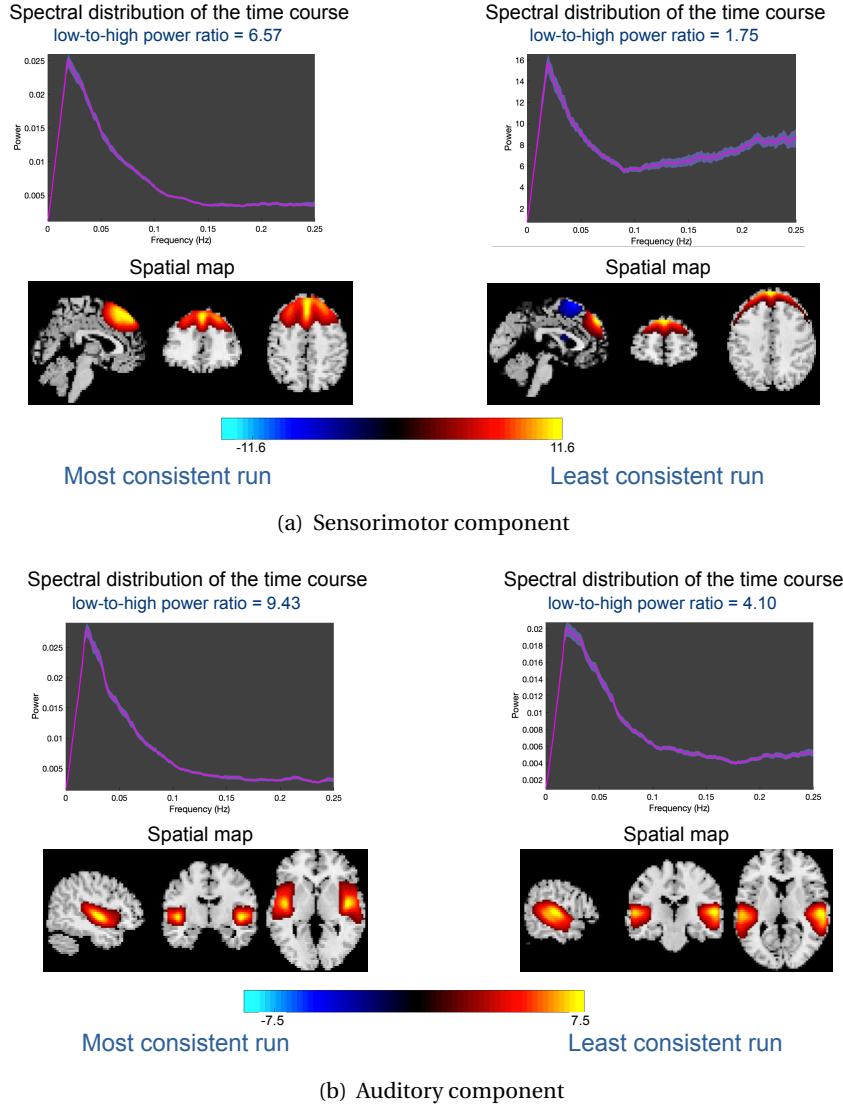 Spectral distribution of the time course
low-to-high power ratio = 6.57
0.025
0.02
0.015
0.01
0.005
Power
0
0.05
0.1
0.15
0.2
0.25
Frequency (Hz)
Spatial map
Spectral distribution of the time course
low-to-high power ratio = 1.75
16
14
12
10
8
6
4
2
Power
0
0.05
0.1
0.15
0.2
0.25
Frequency (Hz)
Spatial map
-11.6
11.6
Most consistent run
Least consistent run
(a) Sensorimotor component
Spectral distribution of the time course
low-to-high power ratio = 9.43
0.025
0.02
0.015
0.01
0.005
Power
0
0.05
0.1
0.15
0.2
0.25
Frequency (Hz)
Spatial map
Spectral distribution of the time course
low-to-high power ratio = 4.10
0.02
0.018
0.016
0.014
0.012
0.01
0.008
0.006
0.004
0.002
Power
0
0.05
0.1
0.15
0.2
0.25
Frequency (Hz)
Spatial map
-7.5
7.5
Most consistent run
Least consistent run
(b) Auditory component